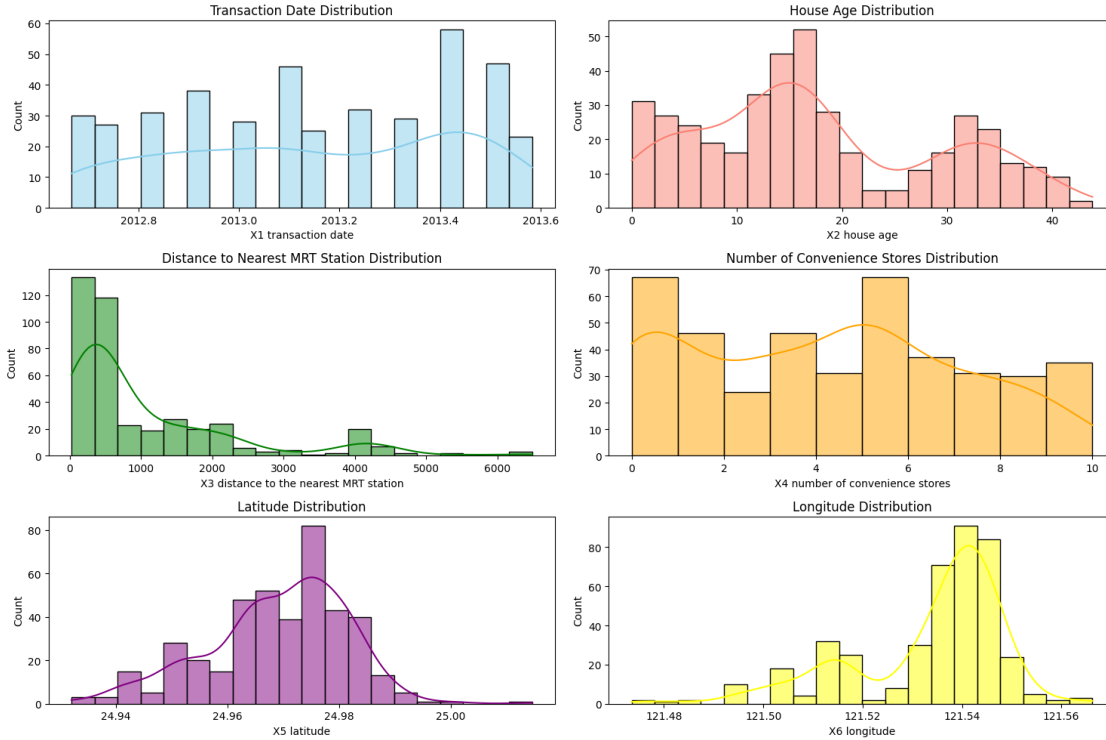 Transaction Date Distribution
60
50
40
30
20
10
0
Count
2012.8 2013.0 2013.2 2013.4 2013.6
X1 transaction date
House Age Distribution
50
40
30
20
10
0
Count
0 10 20 30 40
X2 house age
Distance to Nearest MRT Station Distribution
120
100
80
60
40
20
0
Count
0 1000 2000 3000 4000 5000 6000
X3 distance to the nearest MRT station
Number of Convenience Stores Distribution
70
60
50
40
30
20
10
0
Count
0 2 4 6 8 10
X4 number of convenience stores
Latitude Distribution
80
60
40
20
0
Count
24.94 24.96 24.98 25.00
X5 latitude
Longitude Distribution
80
60
40
20
0
Count
121.48 121.50 121.52 121.54 121.56
X6 longitude